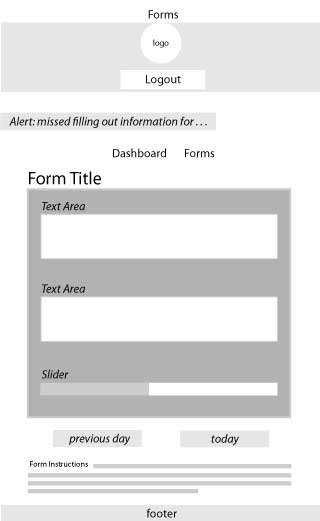 Forms
logo
Logout
Alert: missed filling out information for . . .
Dashboard Forms
Form Title
Text Area
Text Area
Slider
previous day today
Form Instructions
footer